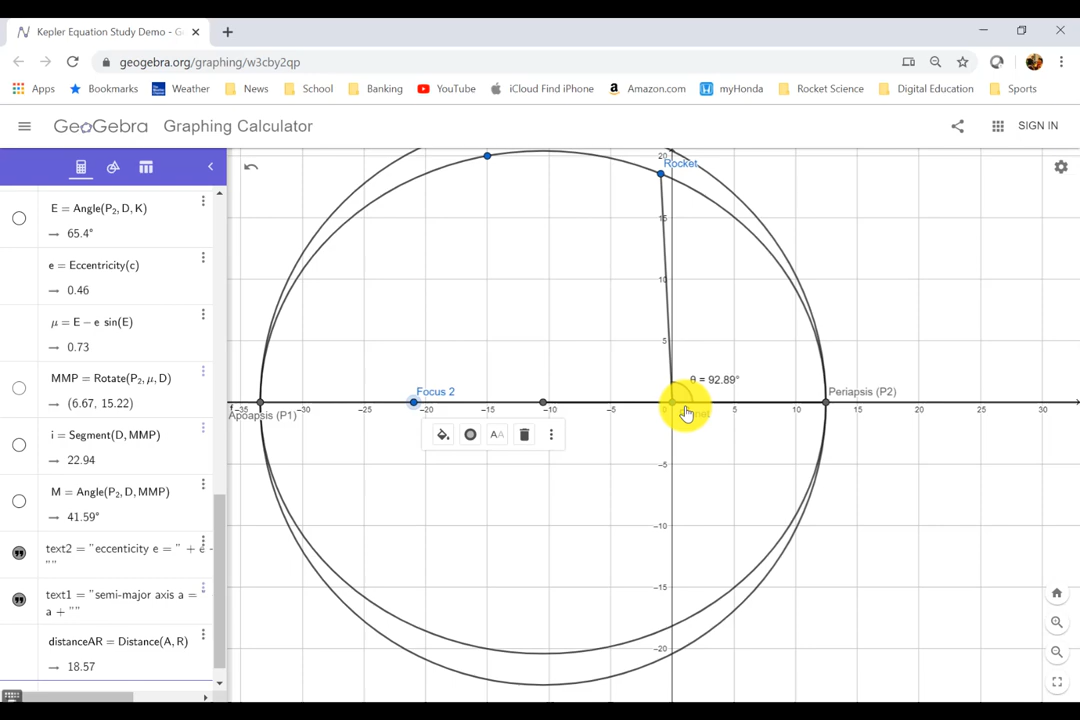 Kepler Equation Study Demo - G
geogebra.org/graphing/w3cby2qp
Apps Bookmarks Weather News School Banking YouTube iCloud Find iPhone Amazon.com myHonda Rocket Science Digital Education Sports
GeoGebra Graphing Calculator SIGN IN
E = Angle(P₂, D, K)
→ 65.4°
e = Eccentricity(c)
→ 0.46
μ = E − e sin(E)
→ 0.73
MMP = Rotate(P₂, μ, D)
→ (6.67, 15.22)
i = Segment(D, MMP)
→ 22.94
M = Angle(P₂, D, MMP)
→ 41.59°
text2 = "eccenticity e = " + e
""
text1 = "semi-major axis a =
a + ""
distanceAR = Distance(A, R)
→ 18.57
20
Rocket
15
10
5
θ = 92.89°
Focus 2
Periapsis (P2)
−35 −30 −25 −20 −15 −10 −5 0 5 10 15 20 25 30
Apoapsis (P1)
AA
−5
−10
−15
−20